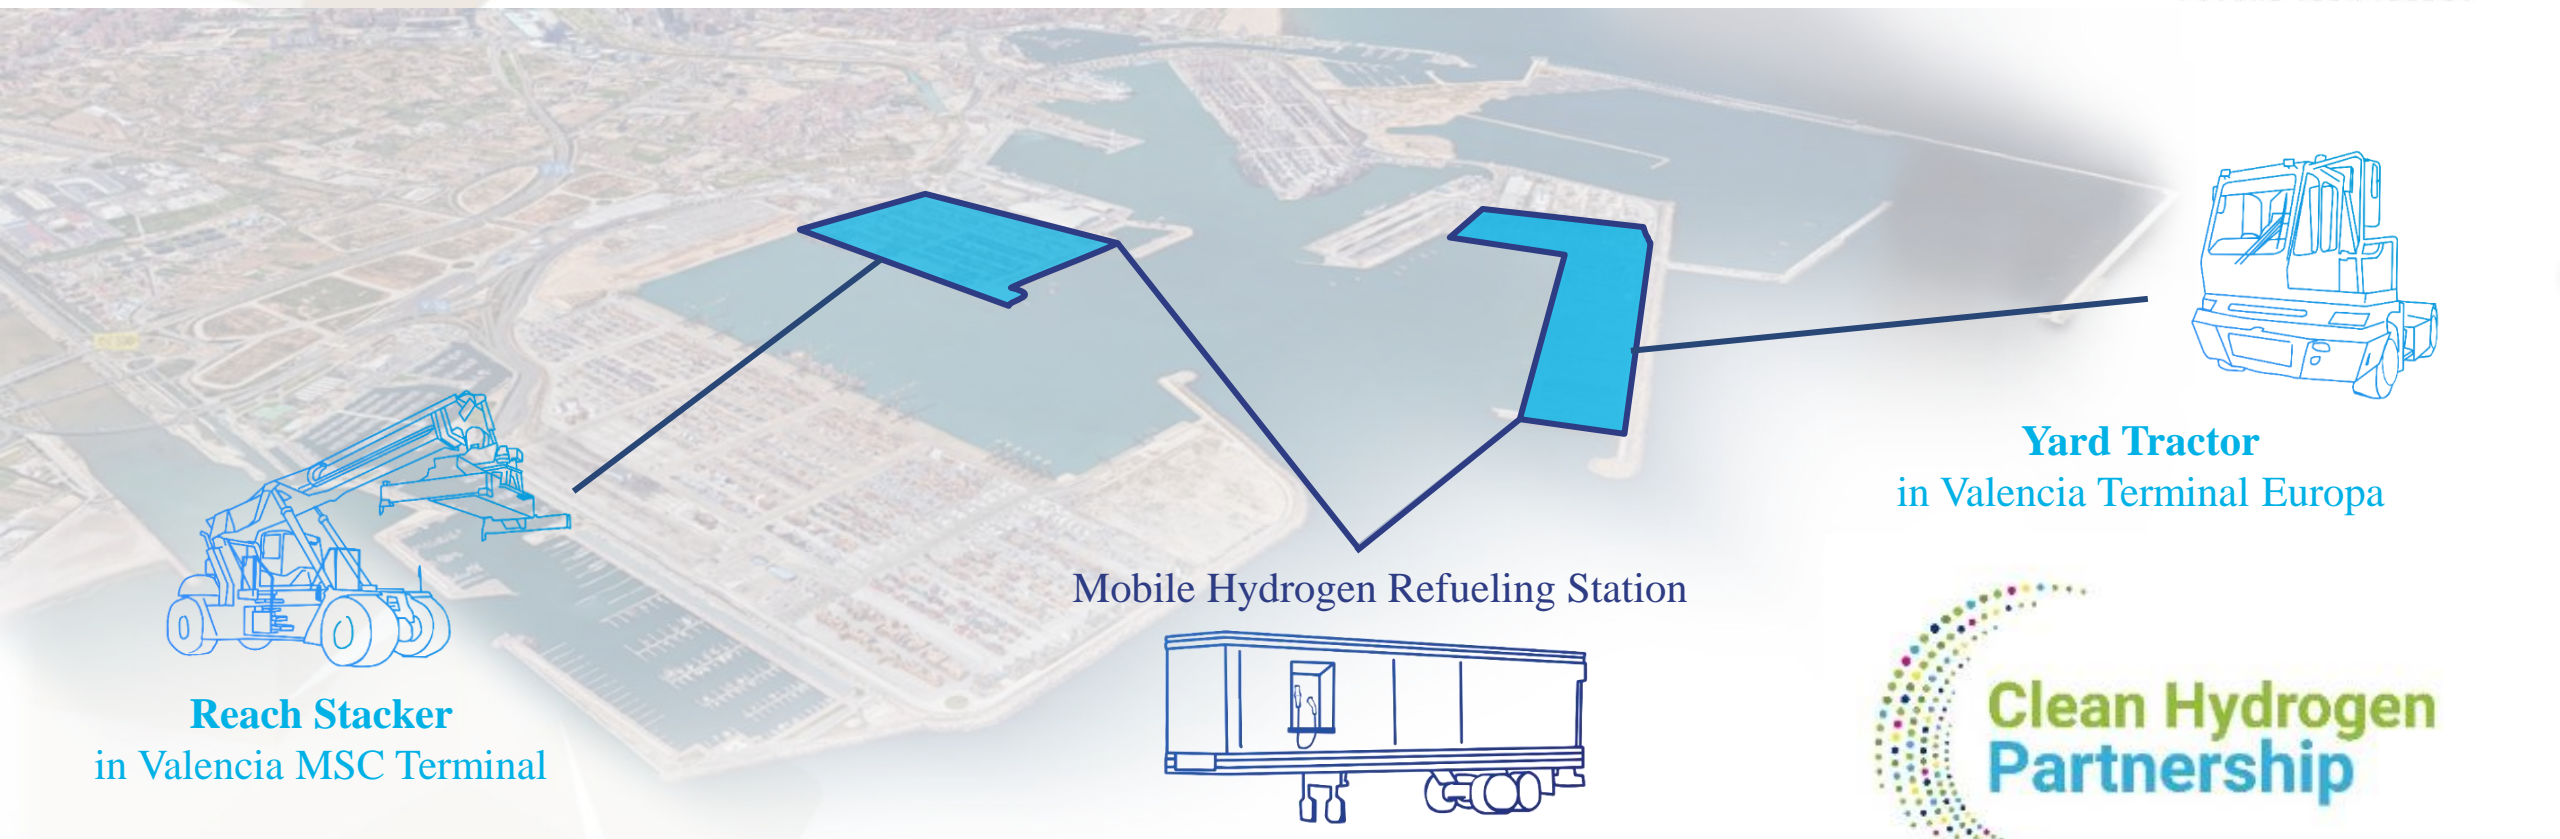 Yard Tractor
in Valencia Terminal Europa
Mobile Hydrogen Refueling Station
Reach Stacker
in Valencia MSC Terminal
Clean Hydrogen
Partnership